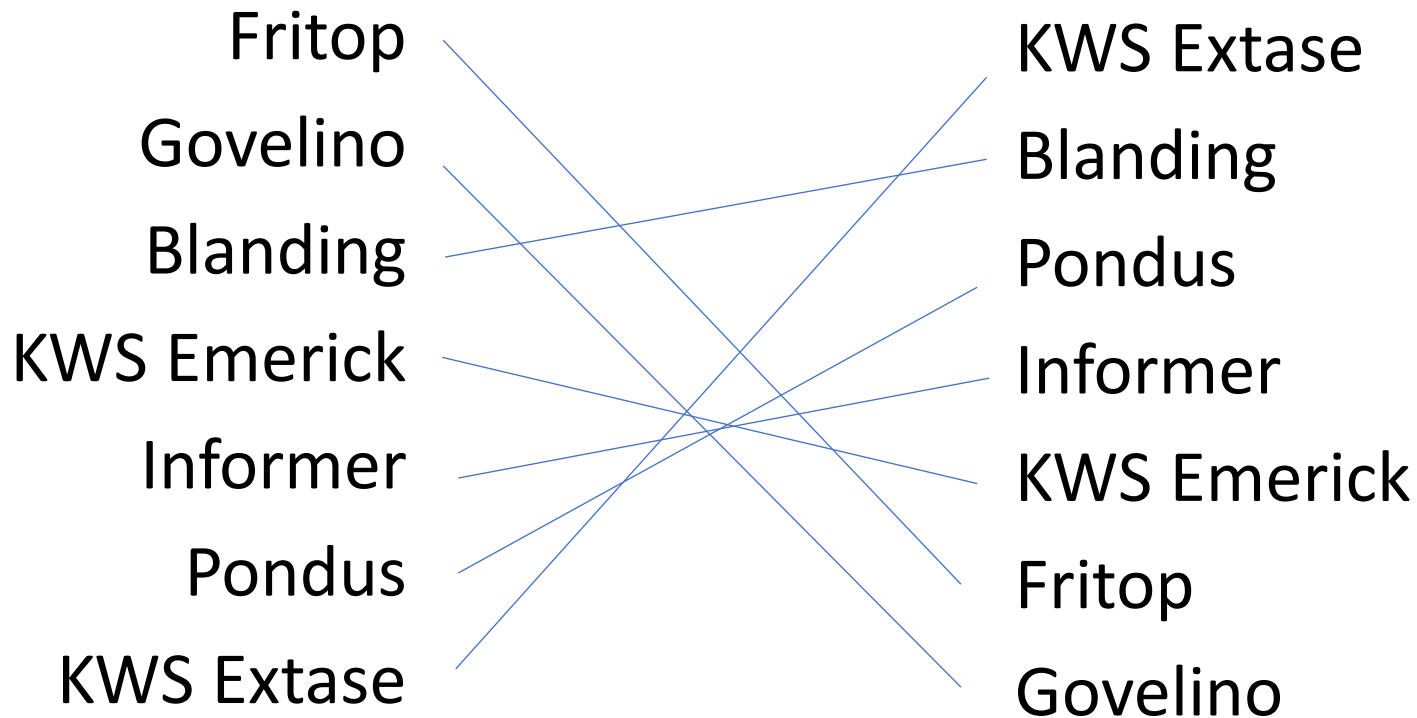 Fritop
Govelino
Blanding
KWS Emerick
Informer
Pondus
KWS Extase
KWS Extase
Blanding
Pondus
Informer
KWS Emerick
Fritop
Govelino